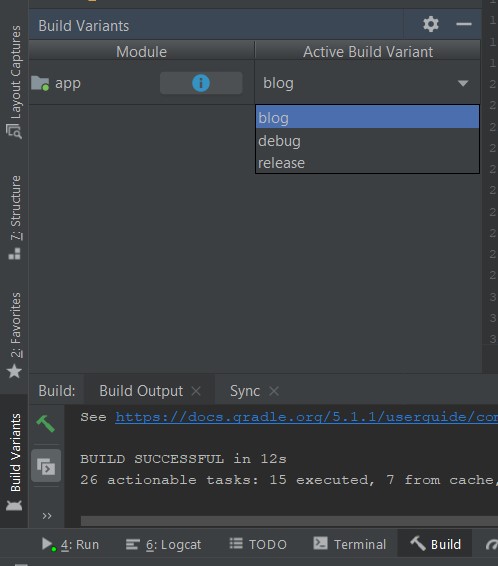 Build Variants
Module
Active Build Variant
app
blog
blog
debug
release
Layout Captures
7: Structure
2: Favorites
Build Variants
Build:
Build Output
Sync
See https://docs.gradle.org/5.1.1/userguide/co
BUILD SUCCESSFUL in 12s
26 actionable tasks: 15 executed, 7 from cache,
4: Run
6: Logcat
TODO
Terminal
Build